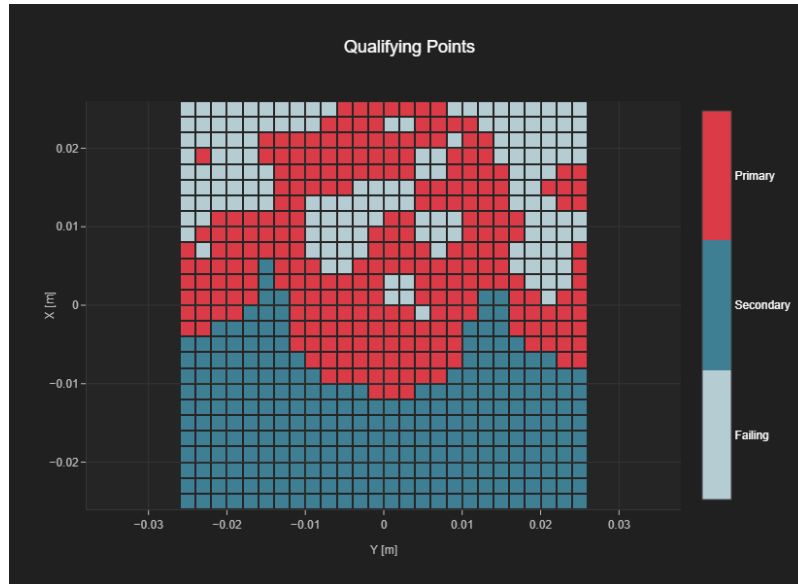 Qualifying Points
0.02
0.01
0
−0.01
−0.02
X [m]
−0.03
−0.02
−0.01
0
0.01
0.02
0.03
Y [m]
Primary
Secondary
Failing